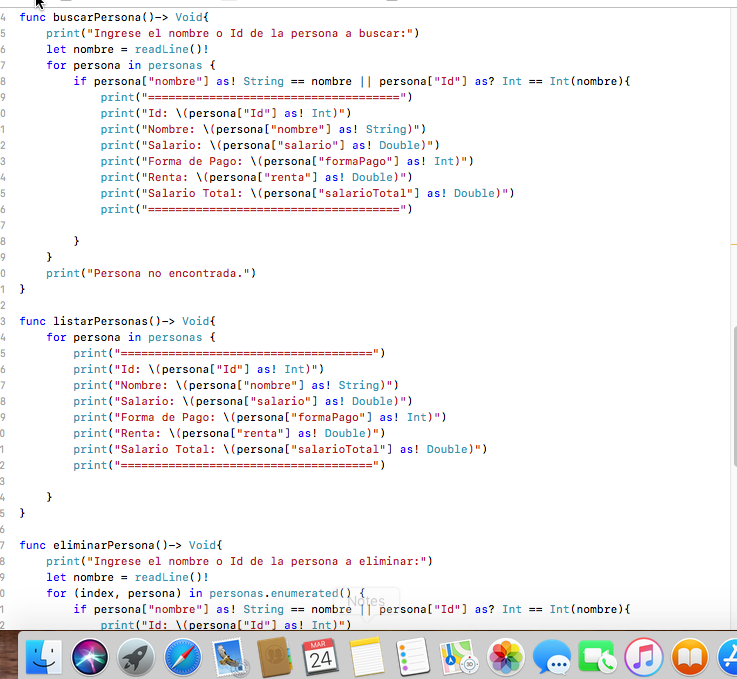 4 func buscarPersona()-> Void{
5 print("Ingrese el nombre o Id de la persona a buscar:")
6 let nombre = readLine()!
7 for persona in personas {
8 if persona["nombre"] as! String == nombre || persona["Id"] as? Int == Int(nombre){
9 print("=====================================")
0 print("Id: \(persona["Id"] as! Int)")
1 print("Nombre: \(persona["nombre"] as! String)")
2 print("Salario: \(persona["salario"] as! Double)")
3 print("Forma de Pago: \(persona["formaPago"] as! Int)")
4 print("Renta: \(persona["renta"] as! Double)")
5 print("Salario Total: \(persona["salarioTotal"] as! Double)")
6 print("=====================================")
7
8 }
9 }
0 print("Persona no encontrada.")
1 }
2
3 func listarPersonas()-> Void{
4 for persona in personas {
5 print("=====================================")
6 print("Id: \(persona["Id"] as! Int)")
7 print("Nombre: \(persona["nombre"] as! String)")
8 print("Salario: \(persona["salario"] as! Double)")
9 print("Forma de Pago: \(persona["formaPago"] as! Int)")
0 print("Renta: \(persona["renta"] as! Double)")
1 print("Salario Total: \(persona["salarioTotal"] as! Double)")
2 print("=====================================")
3
4 }
5 }
6
7 func eliminarPersona()-> Void{
8 print("Ingrese el nombre o Id de la persona a eliminar:")
9 let nombre = readLine()!
0 for (index, persona) in personas.enumerated() {
Notes
1 if persona["nombre"] as! String == nombre || persona["Id"] as? Int == Int(nombre){
2 print("Id: \(persona["Id"] as! Int)")
MAR
24
3D